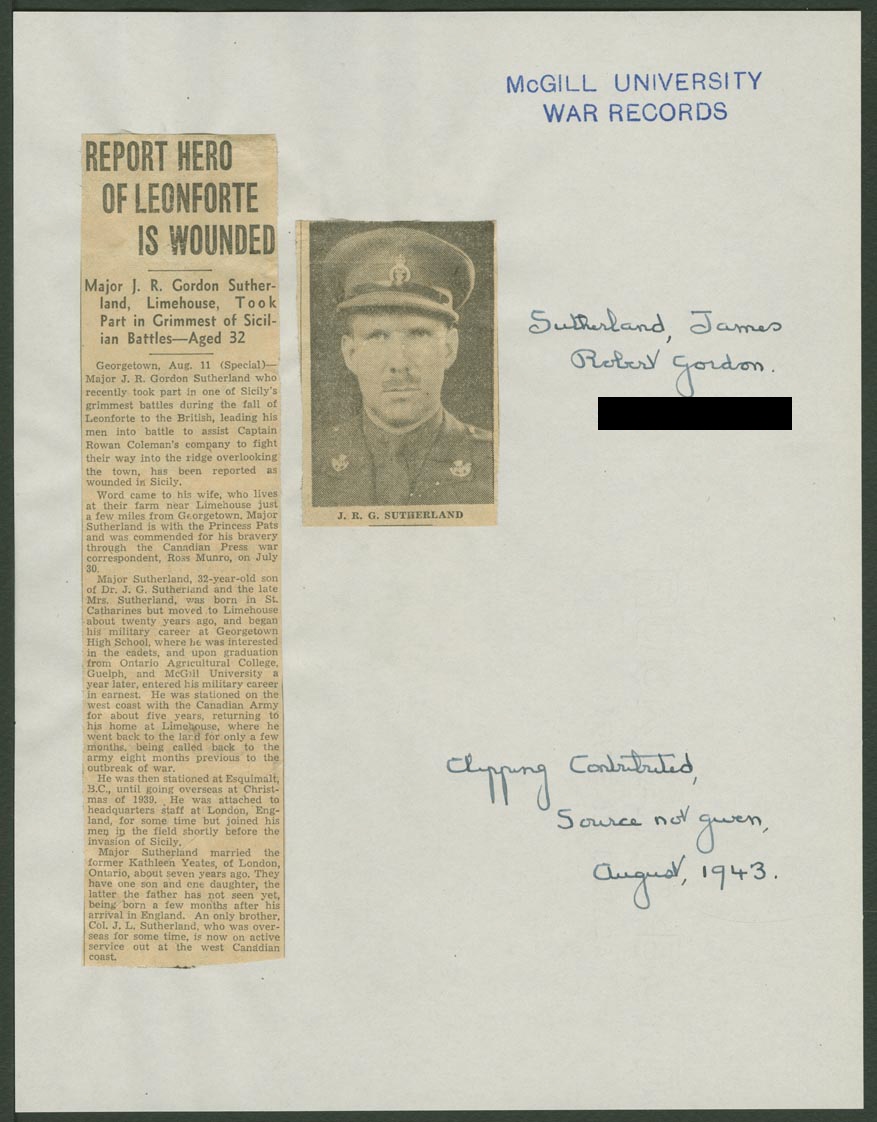 McGILL UNIVERSITY
WAR RECORDS
REPORT HERO
OF LEONFORTE
IS WOUNDED
Major J. R. Gordon Suther-
land, Limehouse, Took
Part in Grimmest of Sicil-
ian Battles—Aged 32
Georgetown, Aug. 11 (Special)—
Major J. R. Gordon Sutherland who
recently took part in one of Sicily's
grimmest battles during the fall of
Leonforte to the British, leading his
men into battle to assist Captain
Rowan Coleman's company to fight
their way into the ridge overlooking
the town, has been reported as
wounded in Sicily.
Word came to his wife, who lives
at their farm near Limehouse just
a few miles from Georgetown. Major
Sutherland is with the Princess Pats
and was commended for his bravery
through the Canadian Press war
correspondent, Ross Munro, on July
30.
Major Sutherland, 32-year-old son
of Dr. J. G. Sutherland and the late
Mrs. Sutherland, was born in St.
Catharines but moved to Limehouse
about twenty years ago, and began
his military career at Georgetown
High School, where he was interested
in the cadets, and upon graduation
from Ontario Agricultural College,
Guelph, and McGill University a
year later, entered his military career
in earnest. He was stationed on the
west coast with the Canadian Army
for about five years, returning to
his home at Limehouse, where he
went back to the land for only a few
months, being called back to the
army eight months previous to the
outbreak of war.
He was then stationed at Esquimalt,
B.C., until going overseas at Christ-
mas of 1939. He was attached to
headquarters staff at London, Eng-
land, for some time but joined his
men in the field shortly before the
invasion of Sicily.
Major Sutherland married the
former Kathleen Yeates, of London,
Ontario, about seven years ago. They
have one son and one daughter, the
latter the father has not seen yet,
being born a few months after his
arrival in England. An only brother,
Col. J. L. Sutherland, who was over-
seas for some time, is now on active
service out at the west Canadian
coast.
J. R. G. SUTHERLAND
Sutherland, James
Robert Gordon.
Clipping Contributed,
Source not given,
August, 1943.